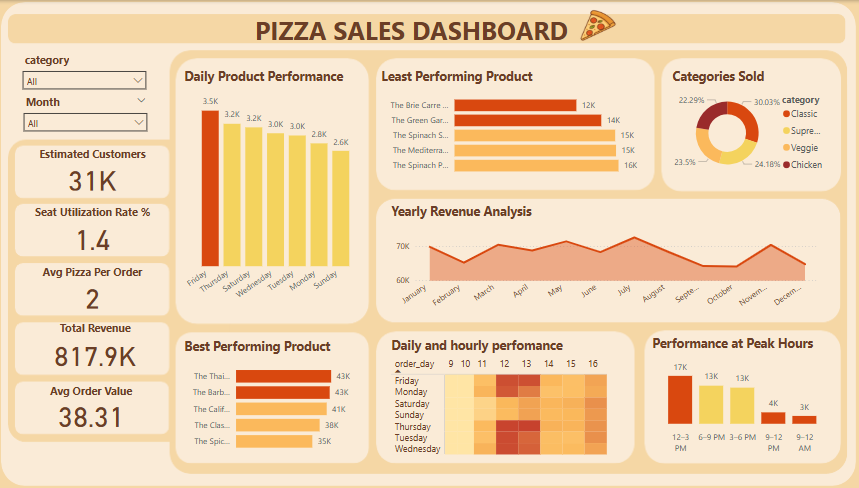 PIZZA SALES DASHBOARD
category
All
Month
All
Estimated Customers
31K
Seat Utilization Rate %
1.4
Avg Pizza Per Order
2
Total Revenue
817.9K
Avg Order Value
38.31
Daily Product Performance
3.5K
3.2K
3.2K
3.0K
3.0K
2.8K
2.6K
Friday
Thursday
Saturday
Wednesday
Tuesday
Monday
Sunday
Least Performing Product
The Brie Carre ... 12K
The Green Gar... 14K
The Spinach S... 15K
The Mediterra... 15K
The Spinach P... 16K
Categories Sold
22.29%
30.03%
23.5%
24.18%
category
Classic
Supre...
Veggie
Chicken
Yearly Revenue Analysis
70K
60K
January
February
March
April
May
June
July
August
Septe...
October
Novem...
Decem...
Best Performing Product
The Thai... 43K
The Barb... 43K
The Calif... 41K
The Clas... 38K
The Spic... 35K
Daily and hourly perfomance
order_day 9 10 11 12 13 14 15 16
Friday
Monday
Saturday
Sunday
Thursday
Tuesday
Wednesday
Performance at Peak Hours
17K
13K
13K
4K
3K
12–3 PM
6–9 PM
3–6 PM
9–12 PM
9–12 AM